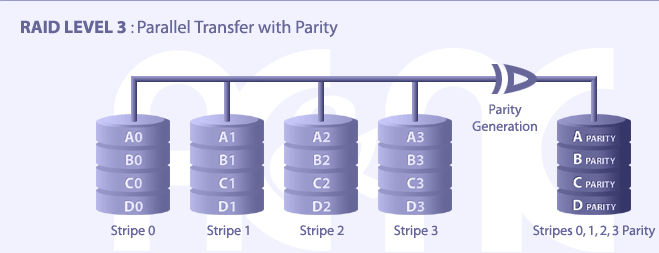 RAID LEVEL 3 : Parallel Transfer with Parity
Parity
Generation
A0 A1 A2 A3 A PARITY
B0 B1 B2 B3 B PARITY
C0 C1 C2 C3 C PARITY
D0 D1 D2 D3 D PARITY
Stripe 0 Stripe 1 Stripe 2 Stripe 3 Stripes 0, 1, 2, 3 Parity